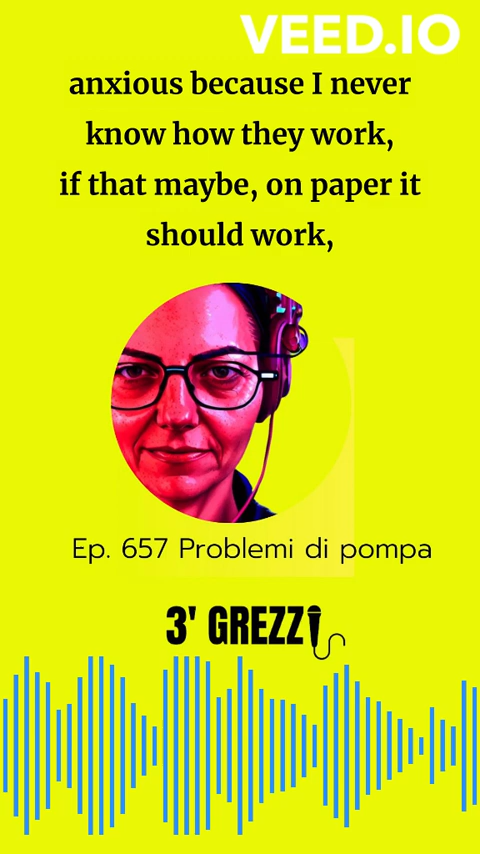 VEED.IO
anxious because I never
know how they work,
if that maybe, on paper it
should work,
Ep. 657 Problemi di pompa
3' GREZZI